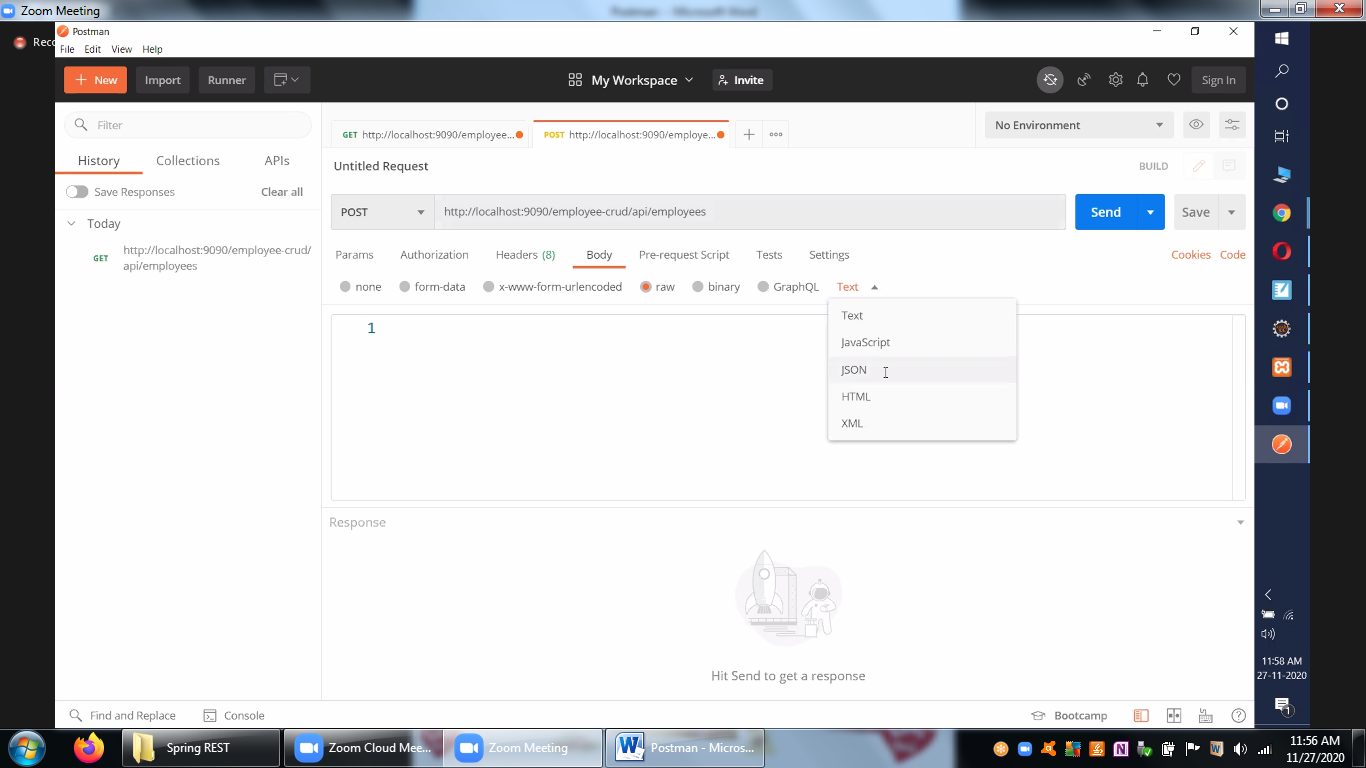 Zoom Meeting
Postman - Microsoft Word
Postman
File Edit View Help
New Import Runner My Workspace Invite Sign In
Filter
GET http://localhost:9090/employee... POST http://localhost:9090/employe... No Environment
History Collections APIs
Untitled Request BUILD
Save Responses Clear all
POST http://localhost:9090/employee-crud/api/employees Send Save
Today
GET http://localhost:9090/employee-crud/
api/employees
Params Authorization Headers (8) Body Pre-request Script Tests Settings Cookies Code
none form-data x-www-form-urlencoded raw binary GraphQL Text
1
Text
JavaScript
JSON
HTML
XML
Response
Hit Send to get a response
11:58 AM
27-11-2020
1
Find and Replace Console Bootcamp
Spring REST Zoom Cloud Mee... Zoom Meeting Postman - Micros...
11:56 AM
11/27/2020